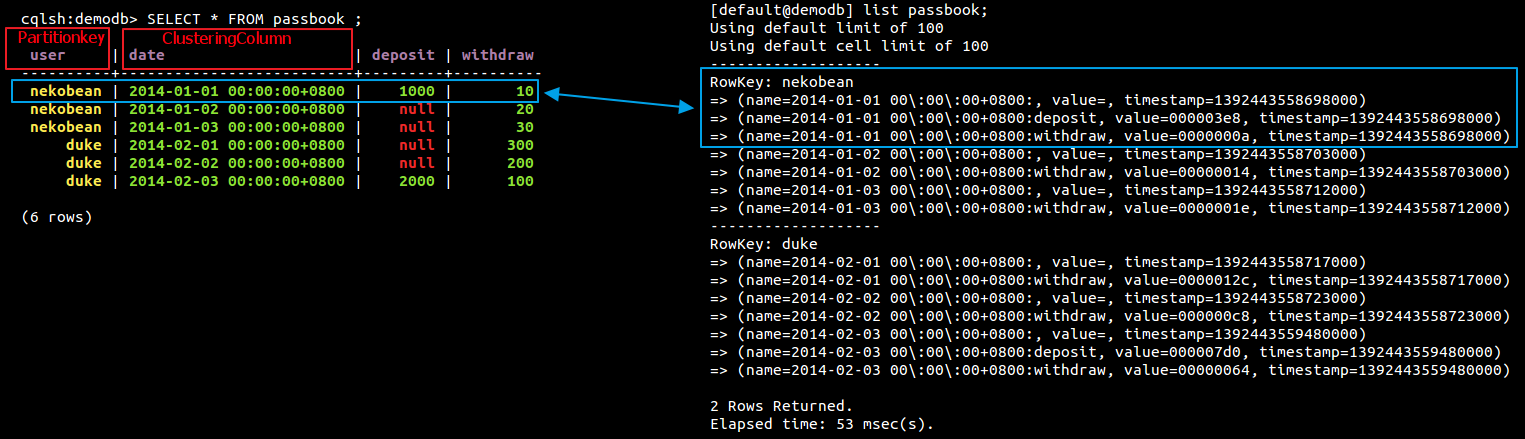 cqlsh:demodb> SELECT * FROM passbook ;
Partitionkey ClusteringColumn
user | date | deposit | withdraw
----------+--------------------------+---------+----------
nekobean | 2014-01-01 00:00:00+0800 | 1000 | 10
nekobean | 2014-01-02 00:00:00+0800 | null | 20
nekobean | 2014-01-03 00:00:00+0800 | null | 30
duke | 2014-02-01 00:00:00+0800 | null | 300
duke | 2014-02-02 00:00:00+0800 | null | 200
duke | 2014-02-03 00:00:00+0800 | 2000 | 100
(6 rows)
[default@demodb] list passbook;
Using default limit of 100
Using default cell limit of 100
-------------------
RowKey: nekobean
=> (name=2014-01-01 00\:00\:00+0800:, value=, timestamp=1392443558698000)
=> (name=2014-01-01 00\:00\:00+0800:deposit, value=000003e8, timestamp=1392443558698000)
=> (name=2014-01-01 00\:00\:00+0800:withdraw, value=0000000a, timestamp=1392443558698000)
=> (name=2014-01-02 00\:00\:00+0800:, value=, timestamp=1392443558703000)
=> (name=2014-01-02 00\:00\:00+0800:withdraw, value=00000014, timestamp=1392443558703000)
=> (name=2014-01-03 00\:00\:00+0800:, value=, timestamp=1392443558712000)
=> (name=2014-01-03 00\:00\:00+0800:withdraw, value=0000001e, timestamp=1392443558712000)
-------------------
RowKey: duke
=> (name=2014-02-01 00\:00\:00+0800:, value=, timestamp=1392443558717000)
=> (name=2014-02-01 00\:00\:00+0800:withdraw, value=0000012c, timestamp=1392443558717000)
=> (name=2014-02-02 00\:00\:00+0800:, value=, timestamp=1392443558723000)
=> (name=2014-02-02 00\:00\:00+0800:withdraw, value=000000c8, timestamp=1392443558723000)
=> (name=2014-02-03 00\:00\:00+0800:, value=, timestamp=1392443559480000)
=> (name=2014-02-03 00\:00\:00+0800:deposit, value=000007d0, timestamp=1392443559480000)
=> (name=2014-02-03 00\:00\:00+0800:withdraw, value=00000064, timestamp=1392443559480000)
2 Rows Returned.
Elapsed time: 53 msec(s).